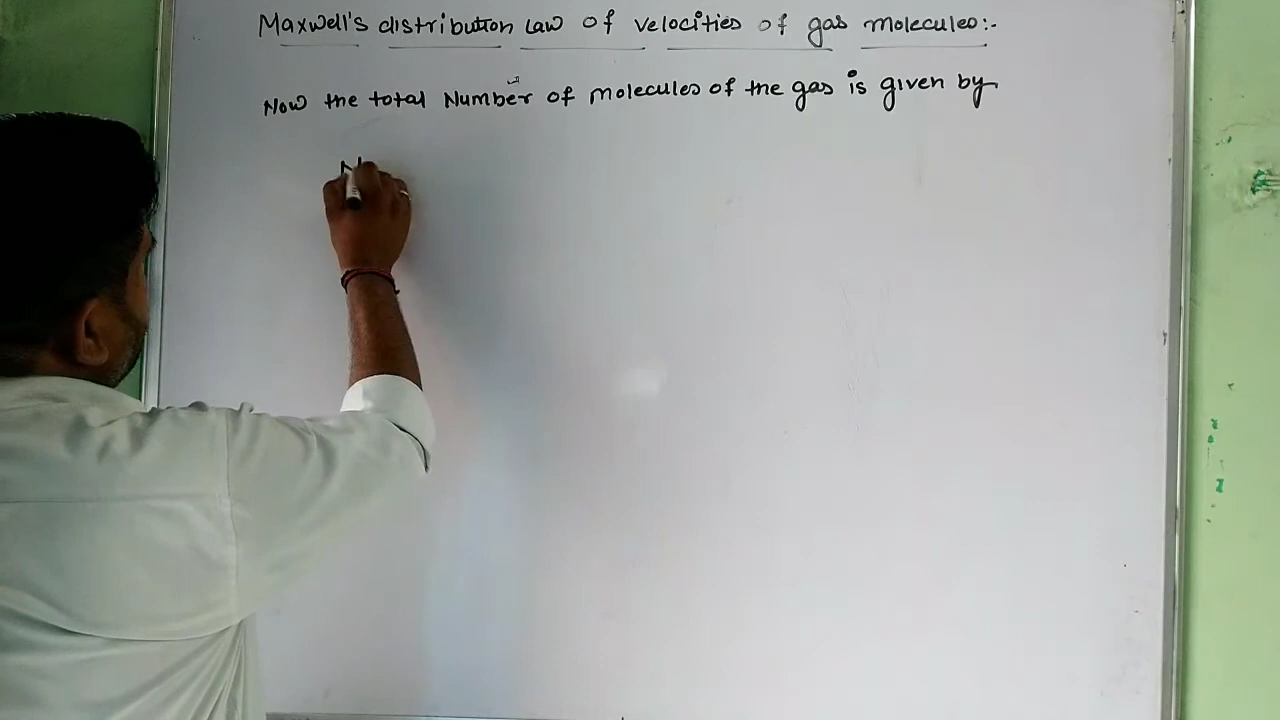 Maxwell's distribution Law of velocities of gas molecules:-
Now the total Number of molecules of the gas is given by
N